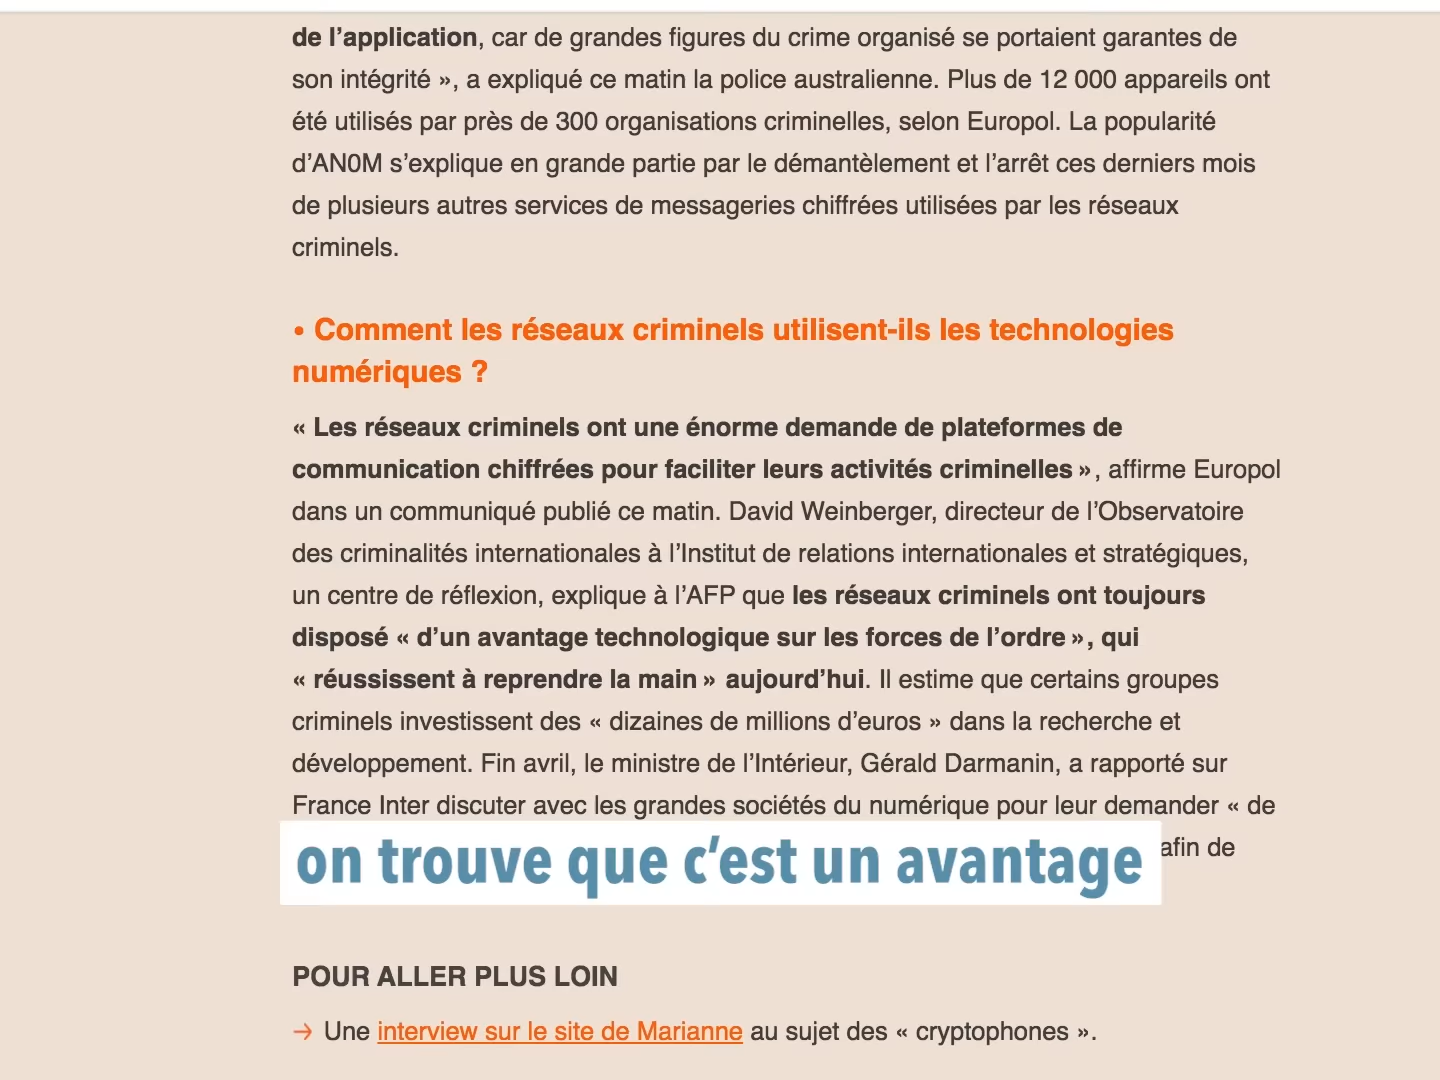 de l’application, car de grandes figures du crime organisé se portaient garantes de
son intégrité », a expliqué ce matin la police australienne. Plus de 12 000 appareils ont
été utilisés par près de 300 organisations criminelles, selon Europol. La popularité
d’AN0M s’explique en grande partie par le démantèlement et l’arrêt ces derniers mois
de plusieurs autres services de messageries chiffrées utilisées par les réseaux
criminels.
• Comment les réseaux criminels utilisent-ils les technologies
numériques ?
« Les réseaux criminels ont une énorme demande de plateformes de
communication chiffrées pour faciliter leurs activités criminelles », affirme Europol
dans un communiqué publié ce matin. David Weinberger, directeur de l’Observatoire
des criminalités internationales à l’Institut de relations internationales et stratégiques,
un centre de réflexion, explique à l’AFP que les réseaux criminels ont toujours
disposé « d’un avantage technologique sur les forces de l’ordre », qui
« réussissent à reprendre la main » aujourd’hui. Il estime que certains groupes
criminels investissent des « dizaines de millions d’euros » dans la recherche et
développement. Fin avril, le ministre de l’Intérieur, Gérald Darmanin, a rapporté sur
France Inter discuter avec les grandes sociétés du numérique pour leur demander « de
afin de
on trouve que c’est un avantage
POUR ALLER PLUS LOIN
→ Une interview sur le site de Marianne au sujet des « cryptophones ».